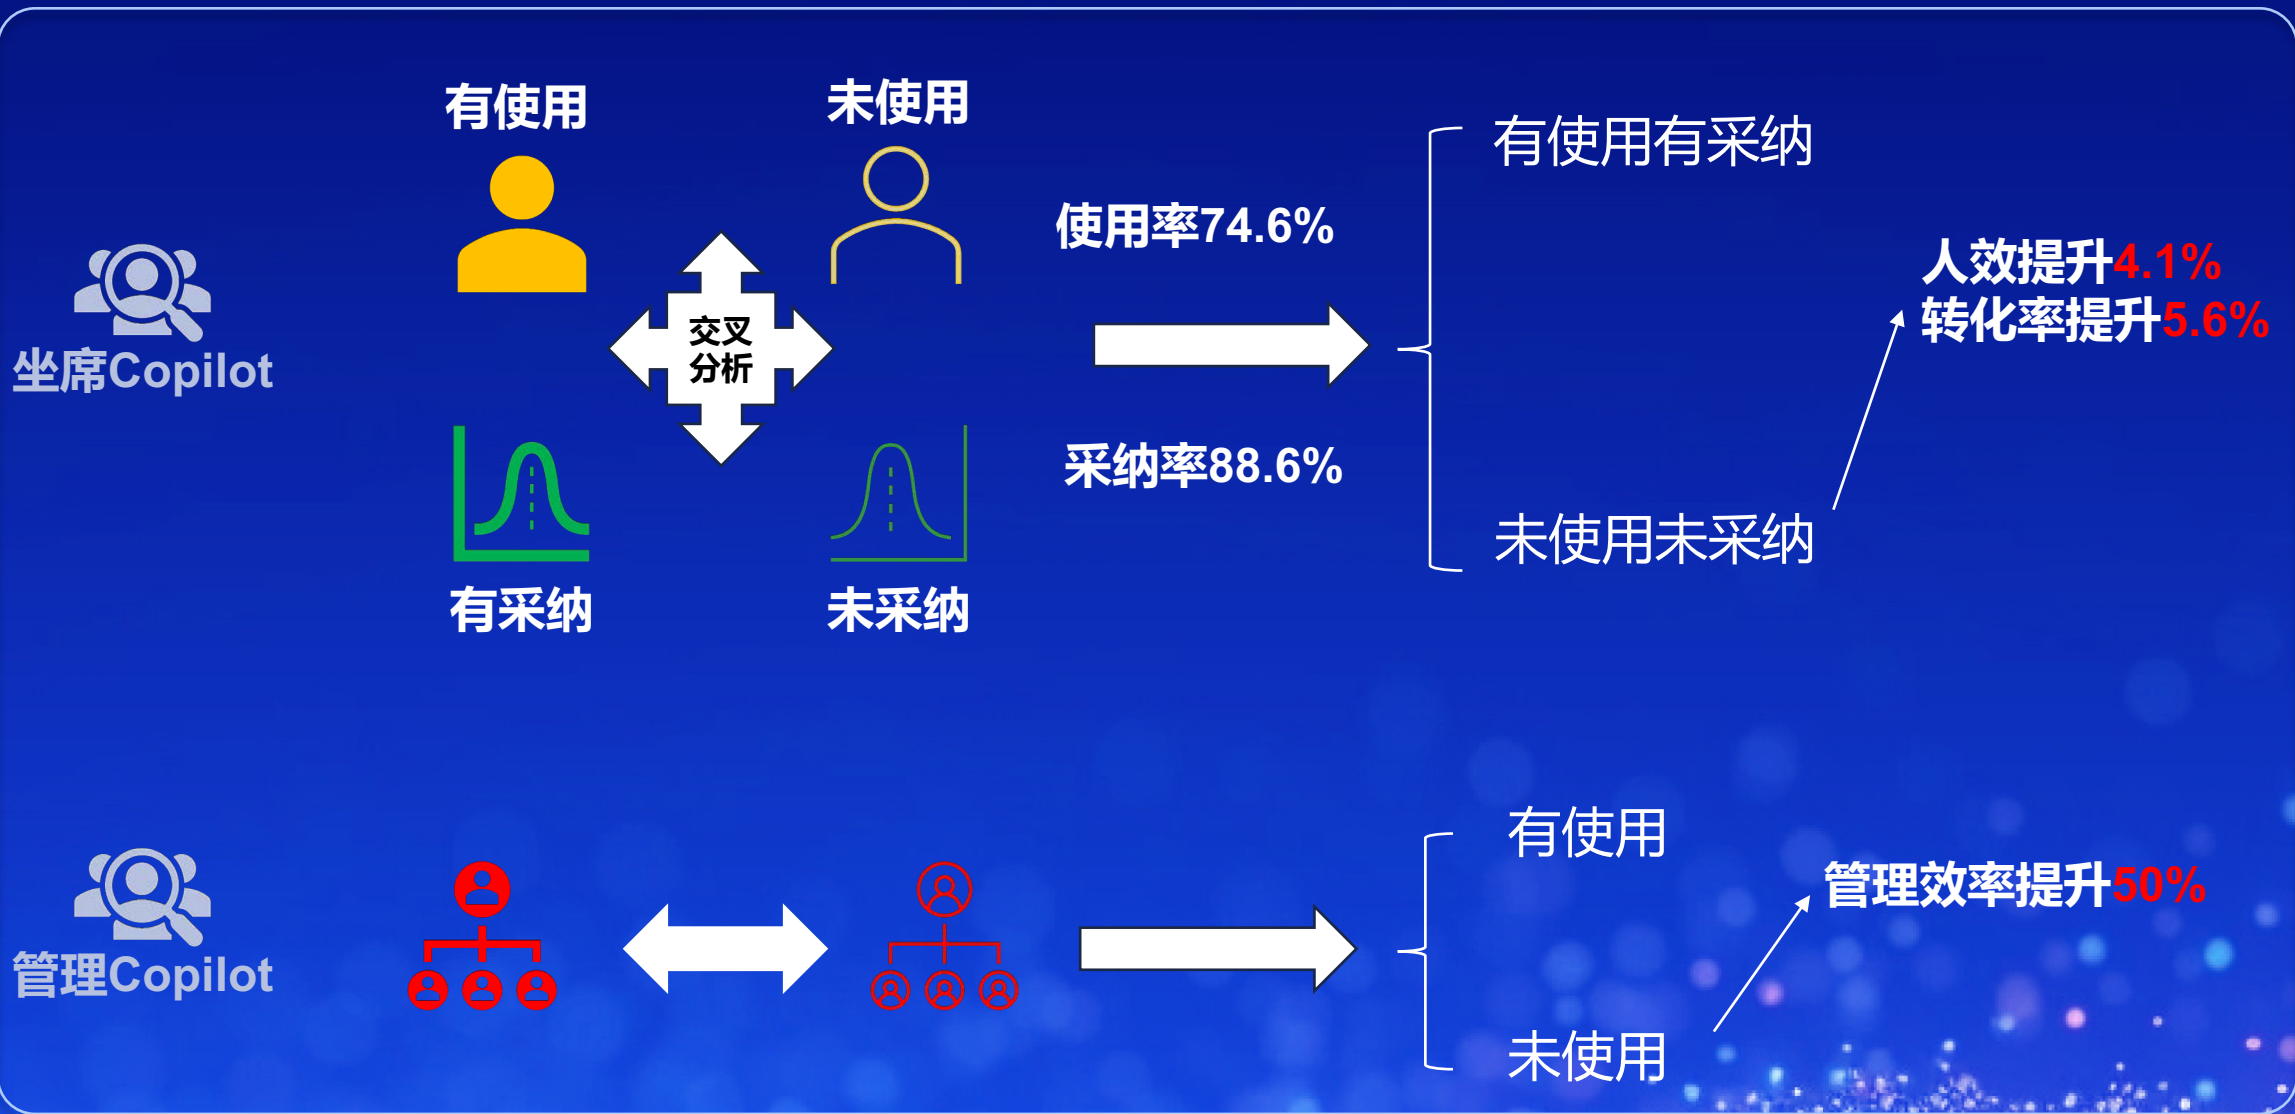 有使用
未使用
坐席Copilot
交叉
分析
有采纳
未采纳
使用率74.6%
采纳率88.6%
有使用有采纳
未使用未采纳
人效提升4.1%
转化率提升5.6%
管理Copilot
有使用
未使用
管理效率提升50%